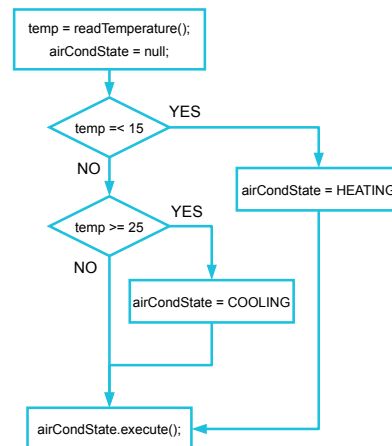 temp = readTemperature();
airCondState = null;
YES
temp =< 15
NO
airCondState = HEATING
YES
temp >= 25
NO
airCondState = COOLING
airCondState.execute();